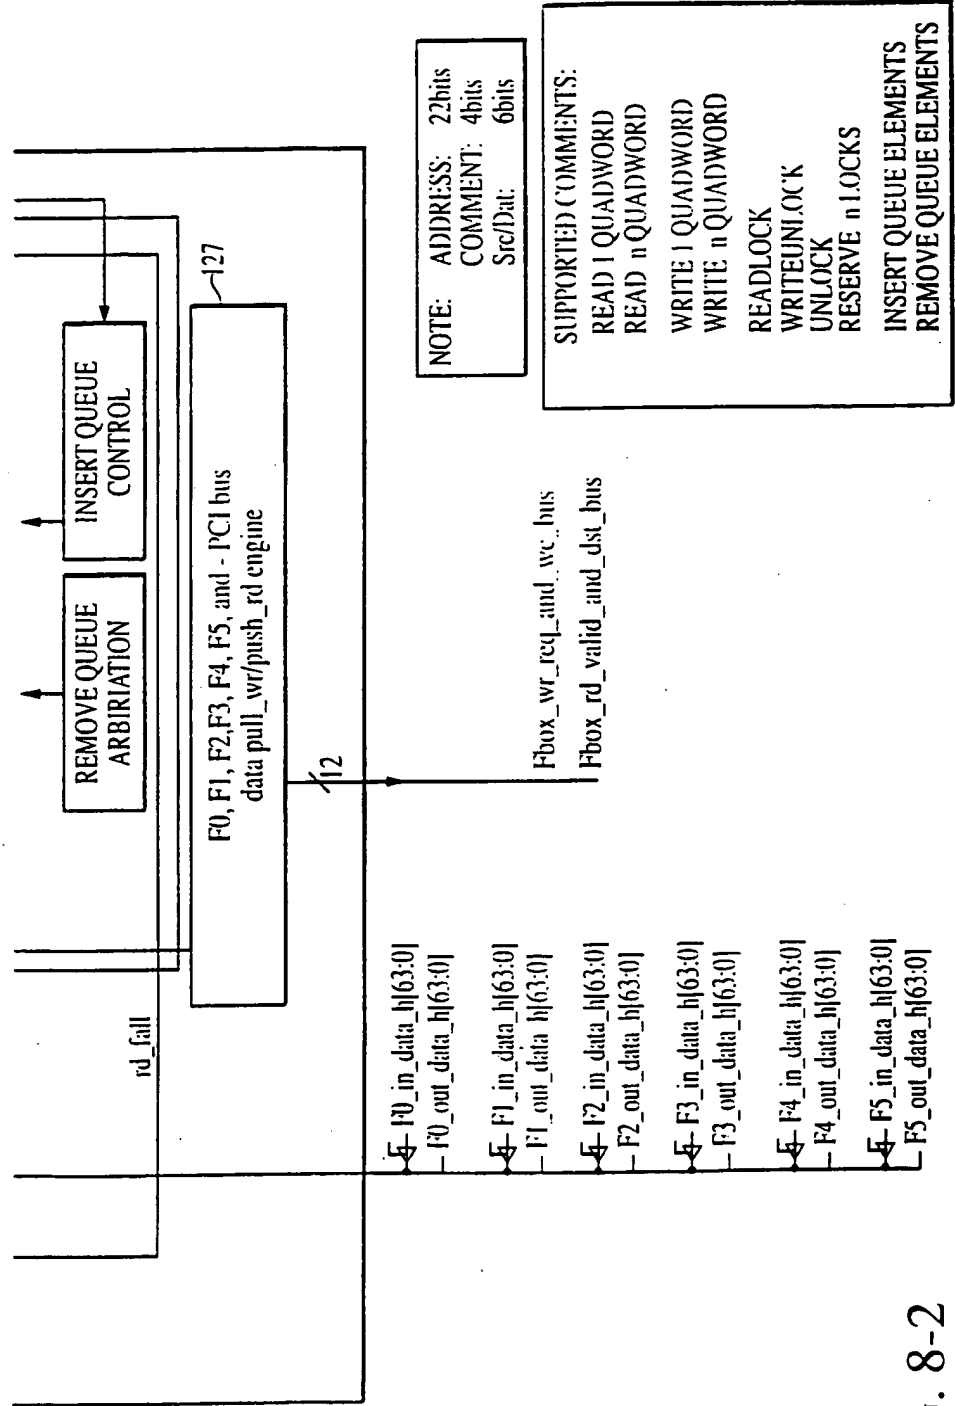 REMOVE QUEUE
ARBIRIATION
INSERT QUEUE
CONTROL
rd_fall
F0, F1, F2,F3, F4, F5, and - PCI bus
data pull_wr/push_rd engine
127
12
F0_in_data_h[63:0]
F0_out_data_h[63:0]
F1_in_data_h[63:0]
F1_out_data_h[63:0]
F2_in_data_h[63:0]
F2_out_data_h[63:0]
F3_in_data_h[63:0]
F3_out_data_h[63:0]
F4_in_data_h[63:0]
F4_out_data_h[63:0]
F5_in_data_h[63:0]
F5_out_data_h[63:0]
Fbox_wr_req_and_wc_bus
Fbox_rd_valid_and_dst_bus
NOTE: ADDRESS: 22bits
COMMENT: 4bits
Src/Dat: 6bits
SUPPORTED COMMENTS:
READ 1 QUADWORD
READ n QUADWORD
WRITE 1 QUADWORD
WRITE n QUADWORD
READLOCK
WRITEUNLOCK
UNLOCK
RESERVE n LOCKS
INSERT QUEUE ELEMENTS
REMOVE QUEUE ELEMENTS
8-2